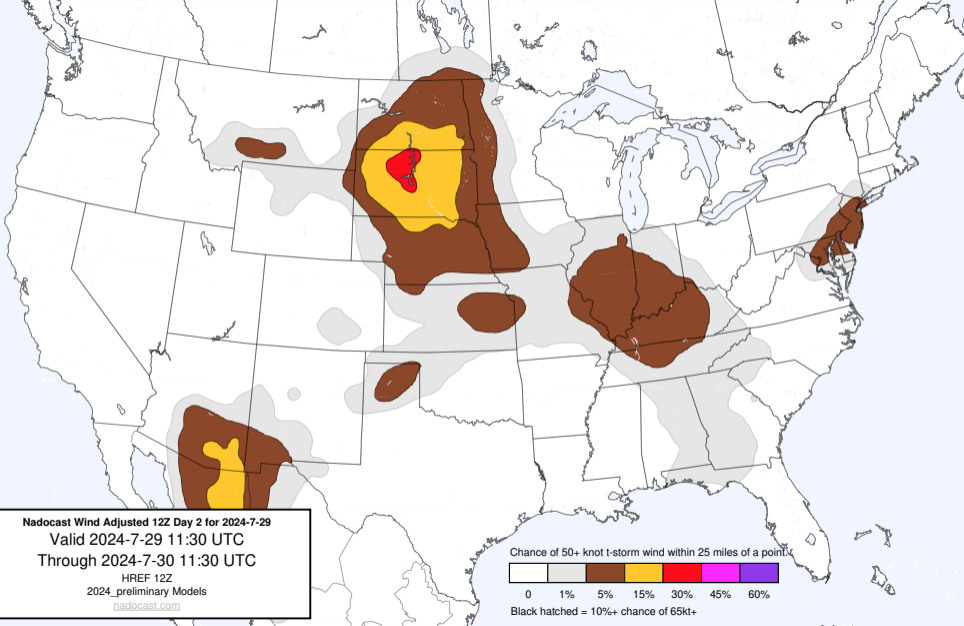 Nadocast Wind Adjusted 12Z Day 2 for 2024-7-29
Valid 2024-7-29 11:30 UTC
Through 2024-7-30 11:30 UTC
HREF 12Z
2024_preliminary Models
nadocast.com
Chance of 50+ knot t-storm wind within 25 miles of a point.
0 1% 5% 15% 30% 45% 60%
Black hatched = 10%+ chance of 65kt+